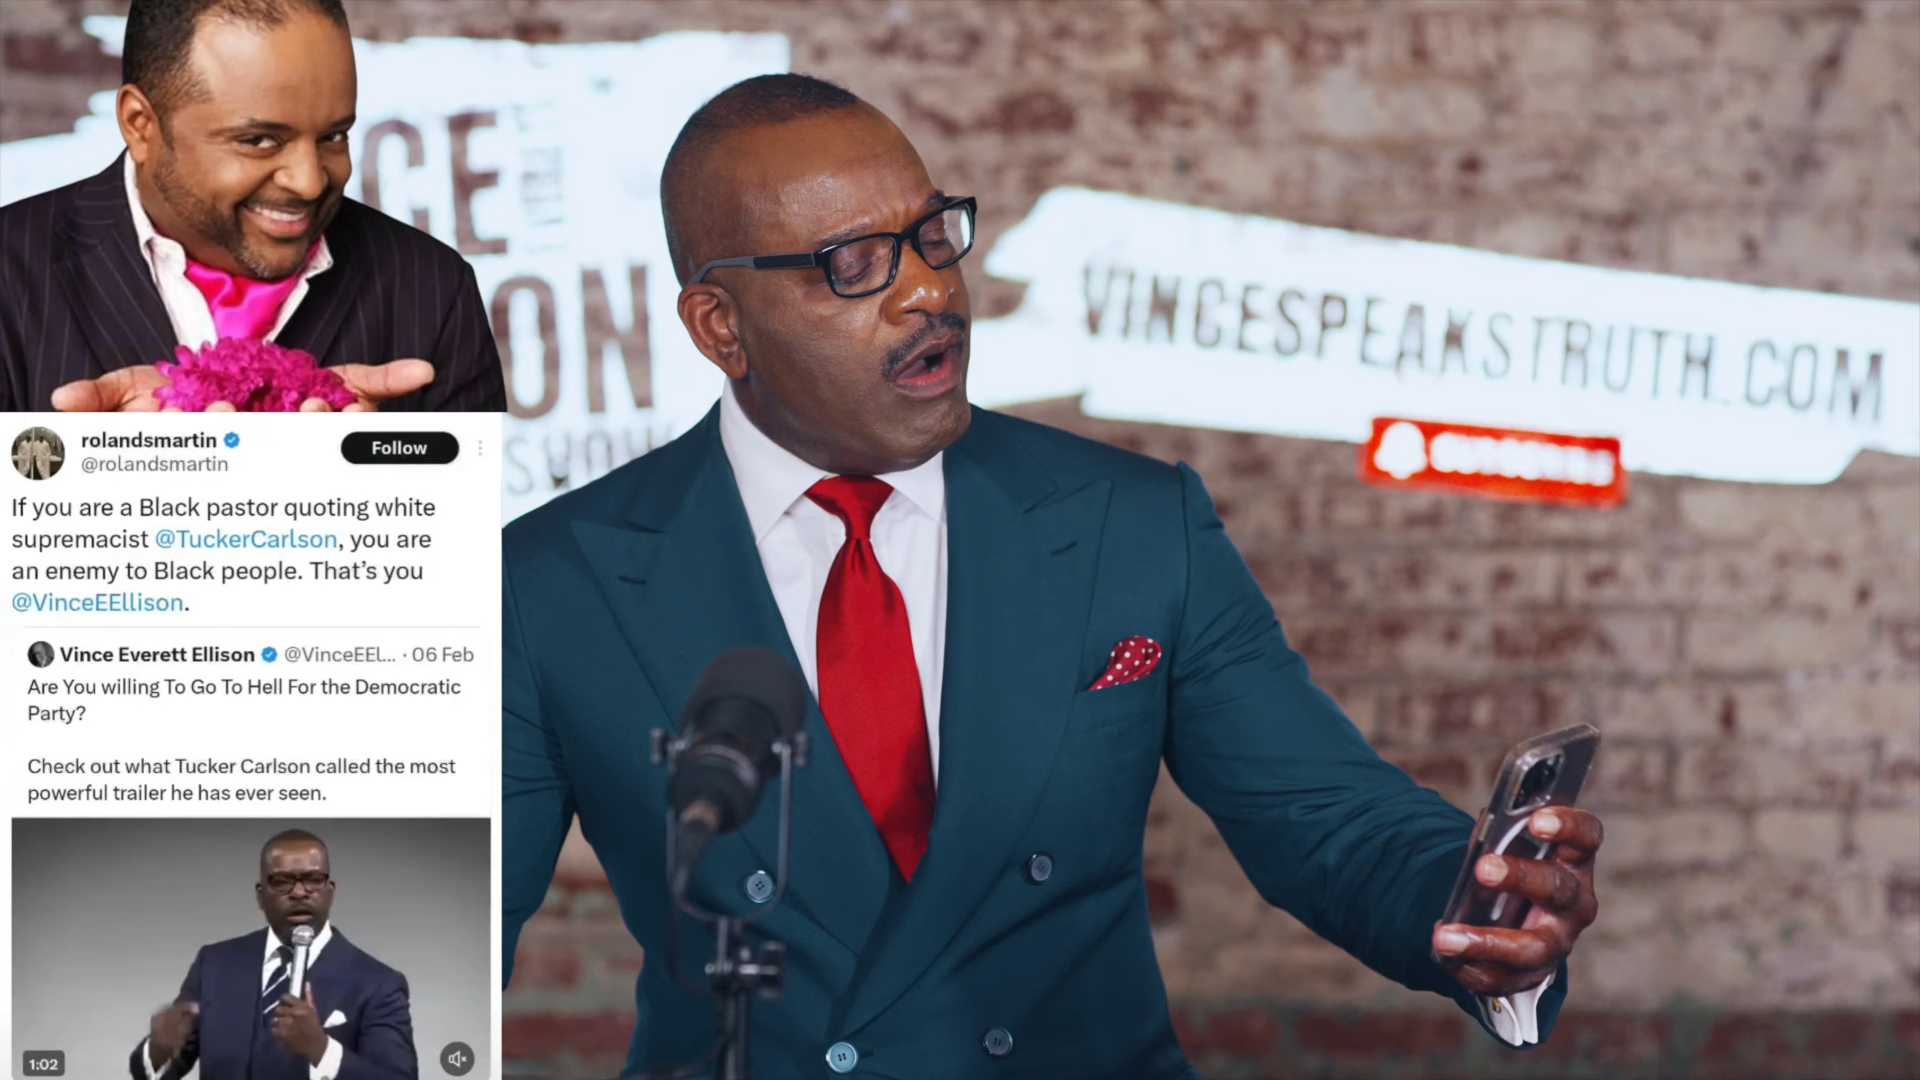 CE
ON
SHOW
VINCESPEAKSTRUTH.COM
rolandsmartin
Follow
@rolandsmartin
If you are a Black pastor quoting white
supremacist @TuckerCarlson, you are
an enemy to Black people. That’s you
@VinceEEllison.
Vince Everett Ellison @VinceEEl... · 06 Feb
Are You willing To Go To Hell For the Democratic
Party?
Check out what Tucker Carlson called the most
powerful trailer he has ever seen.
1:02